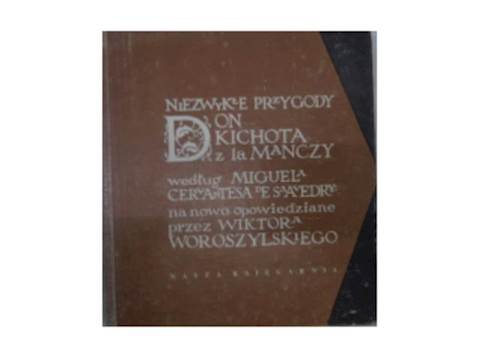 NIEZWYKŁE PRZYGODY
DON
KICHOTA
z la MANCZY
według MIGUELA
CERVANTESA DE SAAVEDRY
na nowo opowiedziane
przez WIKTORA
WOROSZYLSKIEGO
NASZA KSIĘGARNIA